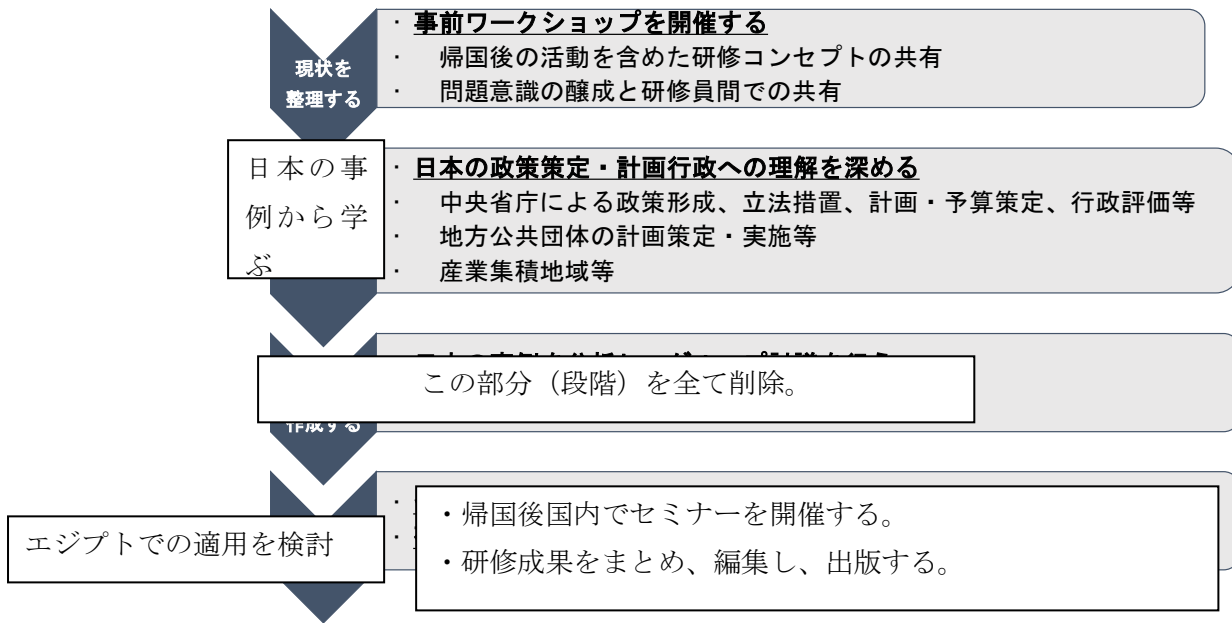 現状を
整理する
・事前ワークショップを開催する
・ 帰国後の活動を含めた研修コンセプトの共有
・ 問題意識の醸成と研修員間での共有
日本の事
例から学
ぶ
・日本の政策策定・計画行政への理解を深める
・ 中央省庁による政策形成、立法措置、計画・予算策定、行政評価等
・ 地方公共団体の計画策定・実施等
・ 産業集積地域等
この部分（段階）を全て削除。
作成する
エジプトでの適用を検討
・帰国後国内でセミナーを開催する。
・研修成果をまとめ、編集し、出版する。